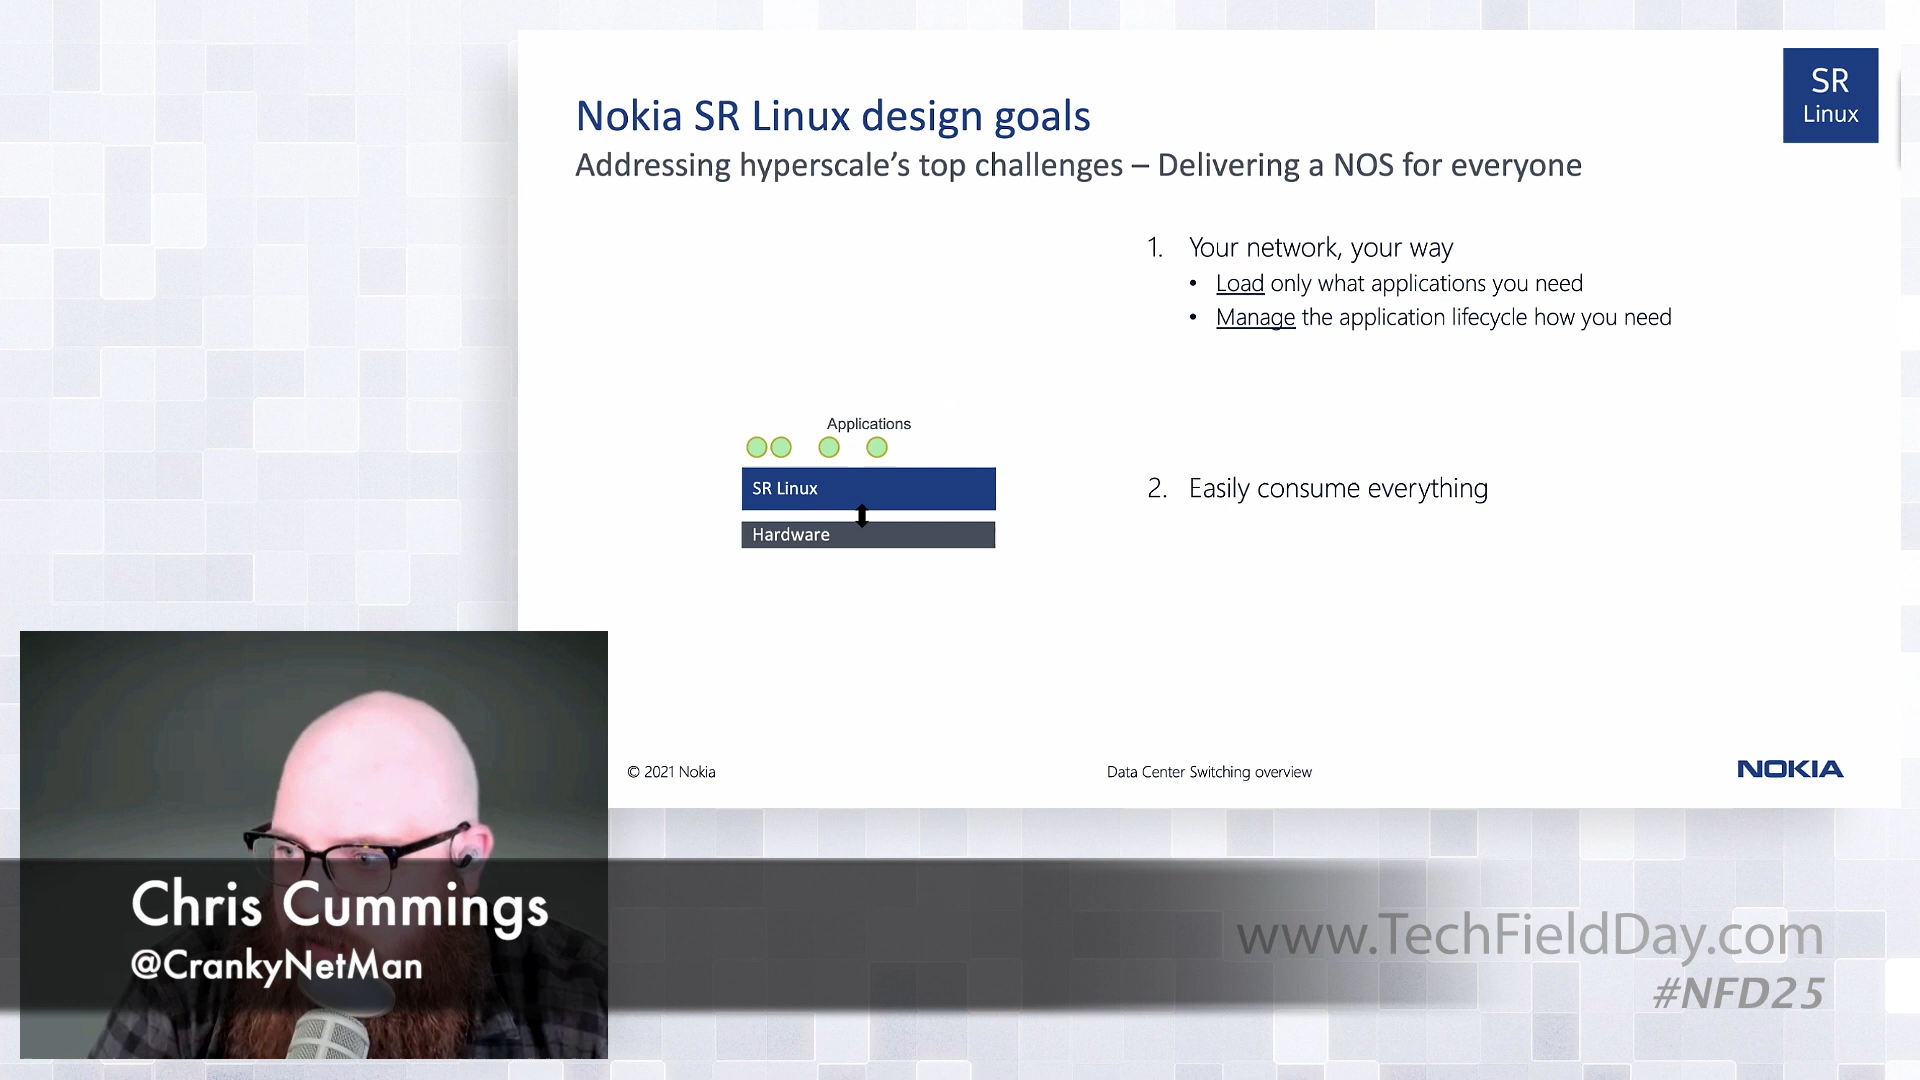 SR
Linux
Nokia SR Linux design goals
Addressing hyperscale's top challenges – Delivering a NOS for everyone
1. Your network, your way
• Load only what applications you need
• Manage the application lifecycle how you need
Applications
SR Linux
Hardware
2. Easily consume everything
© 2021 Nokia
Data Center Switching overview
NOKIA
Chris Cummings
@CrankyNetMan
www.TechFieldDay.com
#NFD25